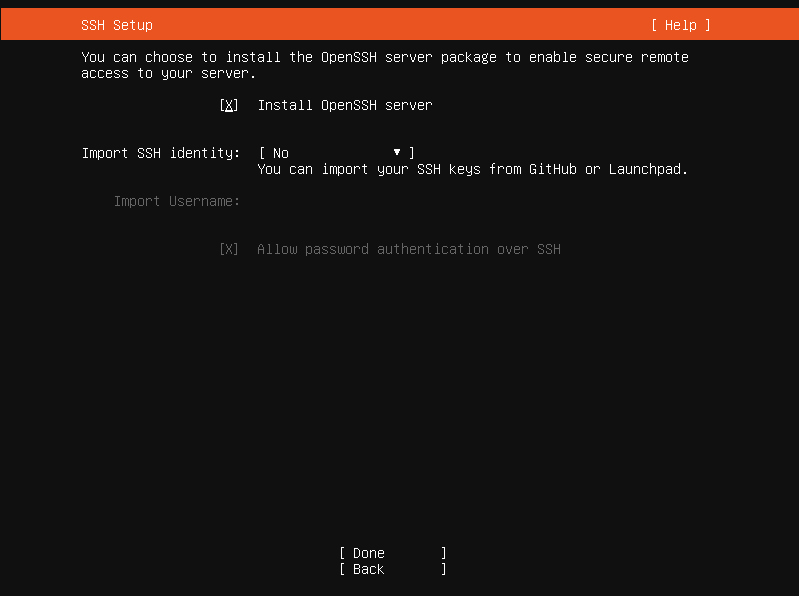 SSH Setup [ Help ]
You can choose to install the OpenSSH server package to enable secure remote
access to your server.
[X] Install OpenSSH server
Import SSH identity: [ No ▾ ]
You can import your SSH keys from GitHub or Launchpad.
Import Username:
[X] Allow password authentication over SSH
[ Done ]
[ Back ]